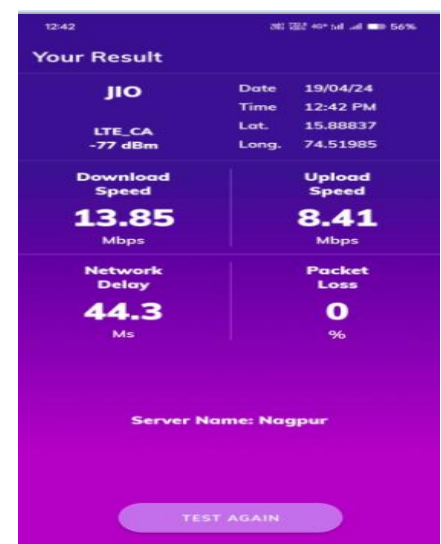 12:42
4G+ 56%
Your Result
JIO
LTE_CA
-77 dBm
Date 19/04/24
Time 12:42 PM
Lat. 15.88837
Long. 74.51985
Download
Speed
13.85
Mbps
Upload
Speed
8.41
Mbps
Network
Delay
44.3
Ms
Packet
Loss
0
%
Server Name: Nagpur
TEST AGAIN